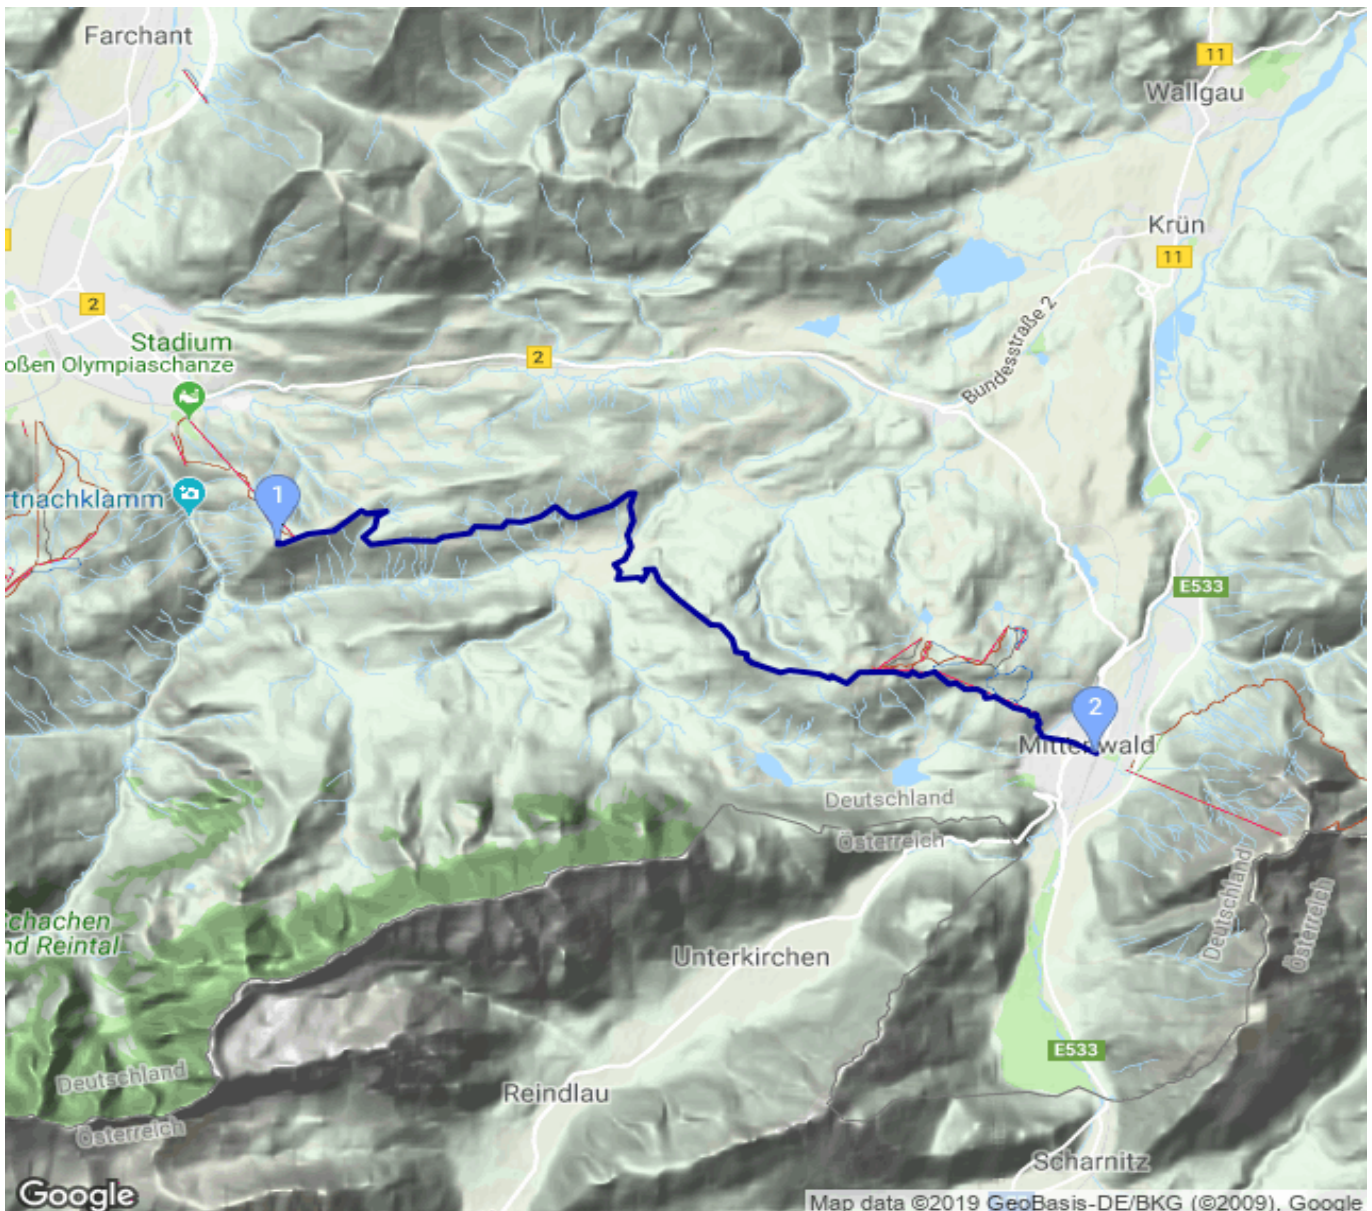 Farchant
11
Wallgau
Krün
11
2
Stadium
oßen Olympiaschanze
2
Bundesstraße 2
1
rtnachklamm
E533
2
Mittenwald
Deutschland
Österreich
Deutschland
Österreich
chachen
nd Reintal
Unterkirchen
E533
Deutschland
Österreich
Reindlau
Scharnitz
Google
Map data ©2019 GeoBasis-DE/BKG (©2009), Google